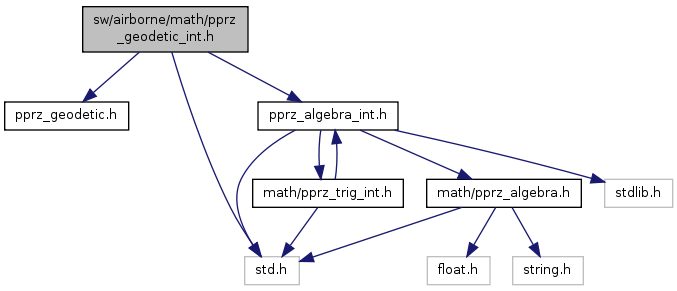 sw/airborne/math/pprz
_geodetic_int.h
pprz_geodetic.h
pprz_algebra_int.h
math/pprz_trig_int.h
math/pprz_algebra.h
stdlib.h
std.h
float.h
string.h